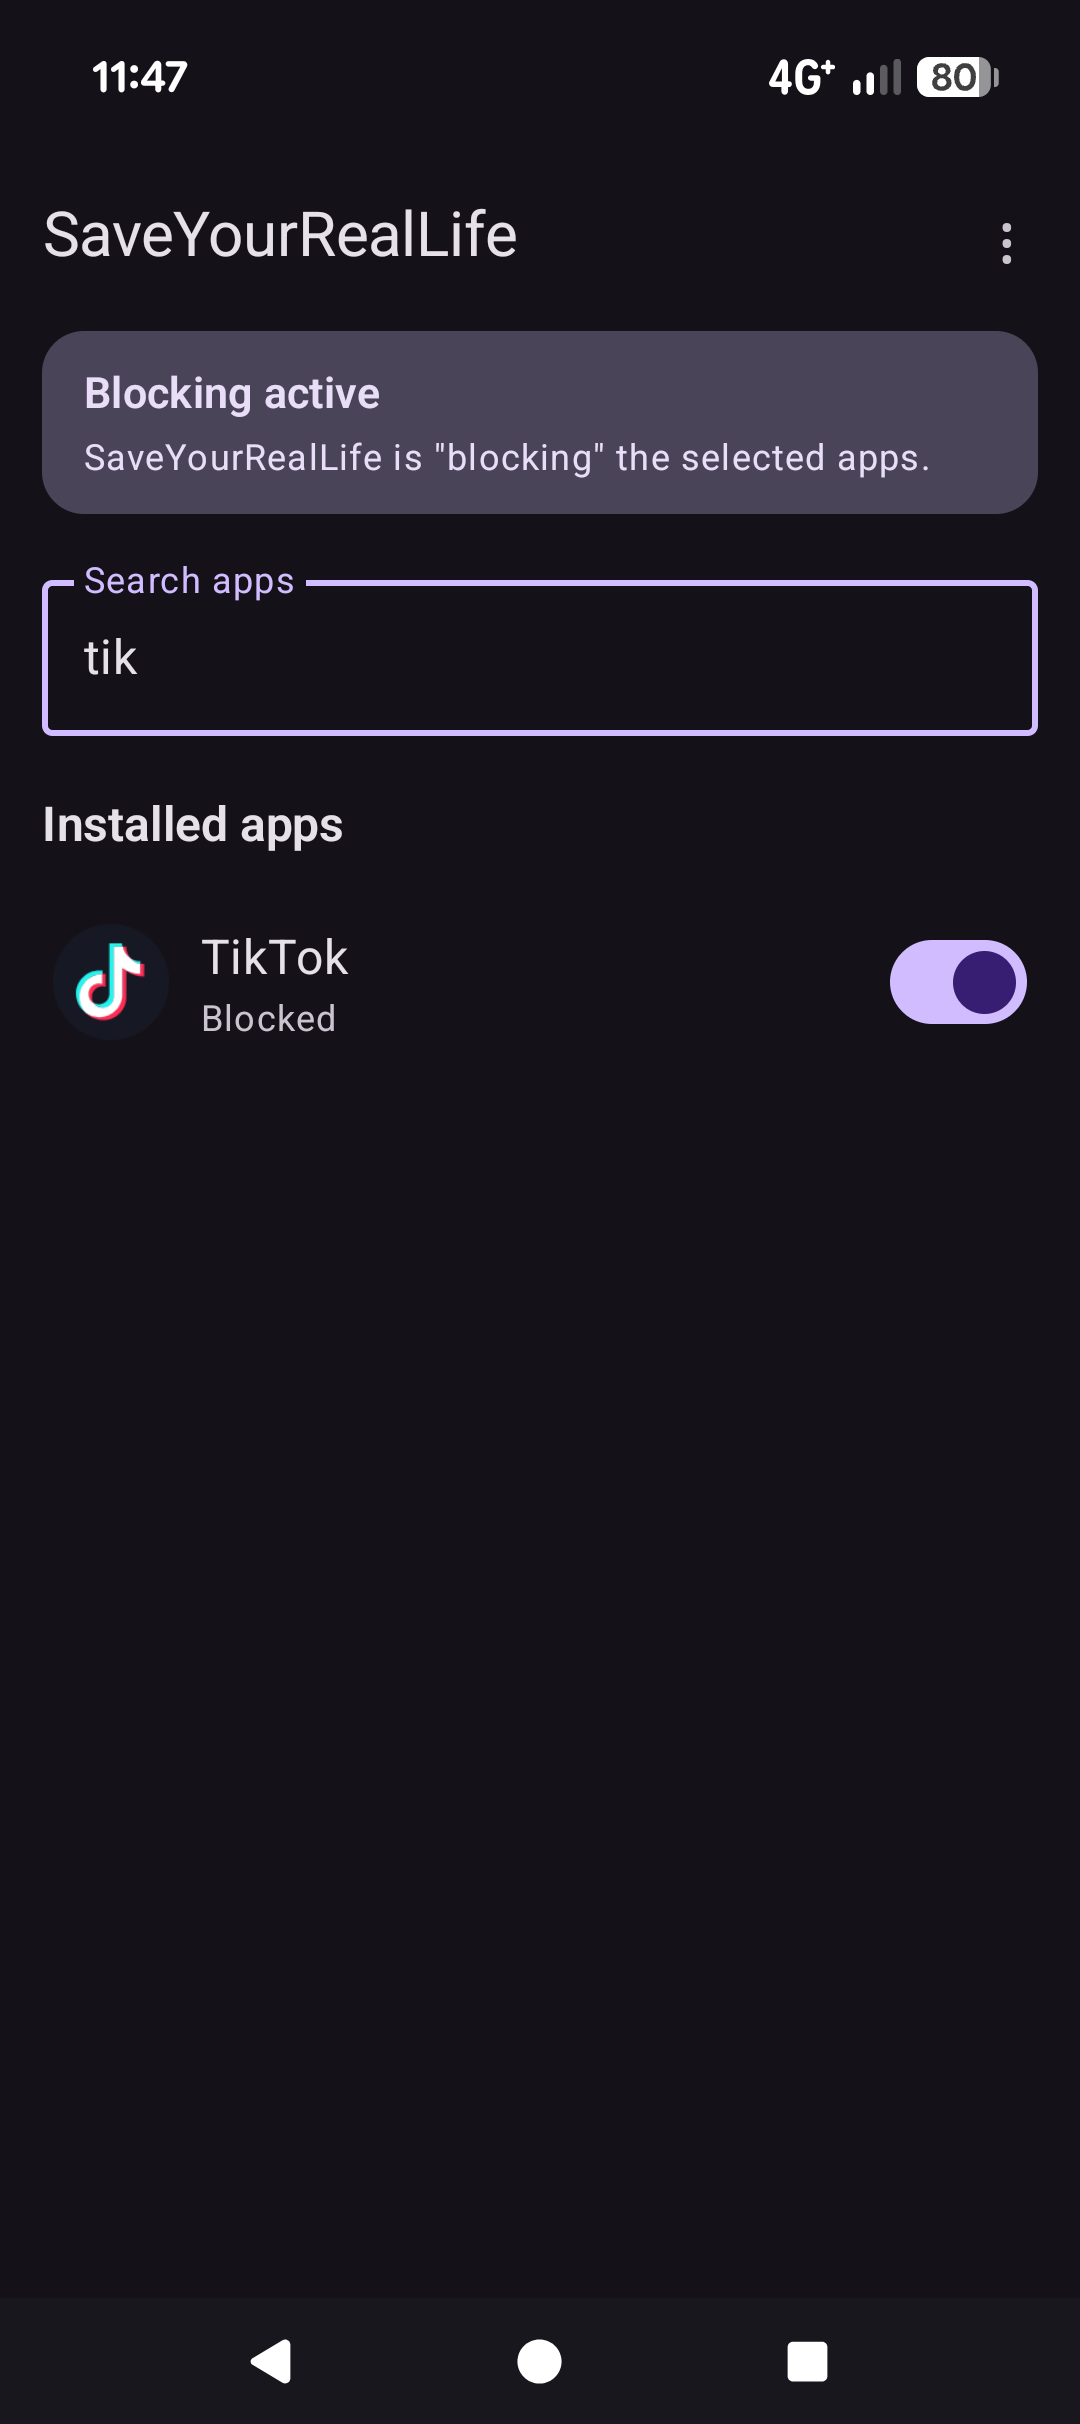 11:47
4G+
80
SaveYourRealLife
Blocking active
SaveYourRealLife is "blocking" the selected apps.
Search apps
tik
Installed apps
TikTok
Blocked